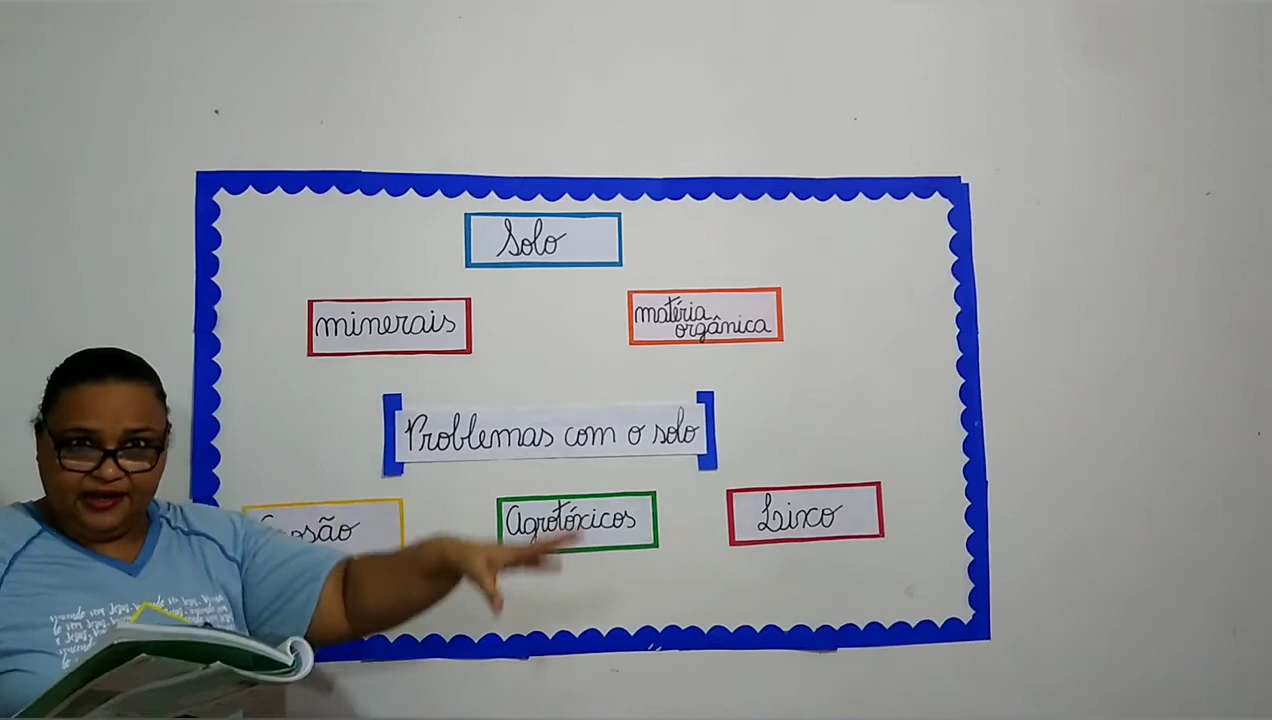 Solo
minerais
matéria
orgânica
Problemas com o solo
Agrotóxicos
Lixo